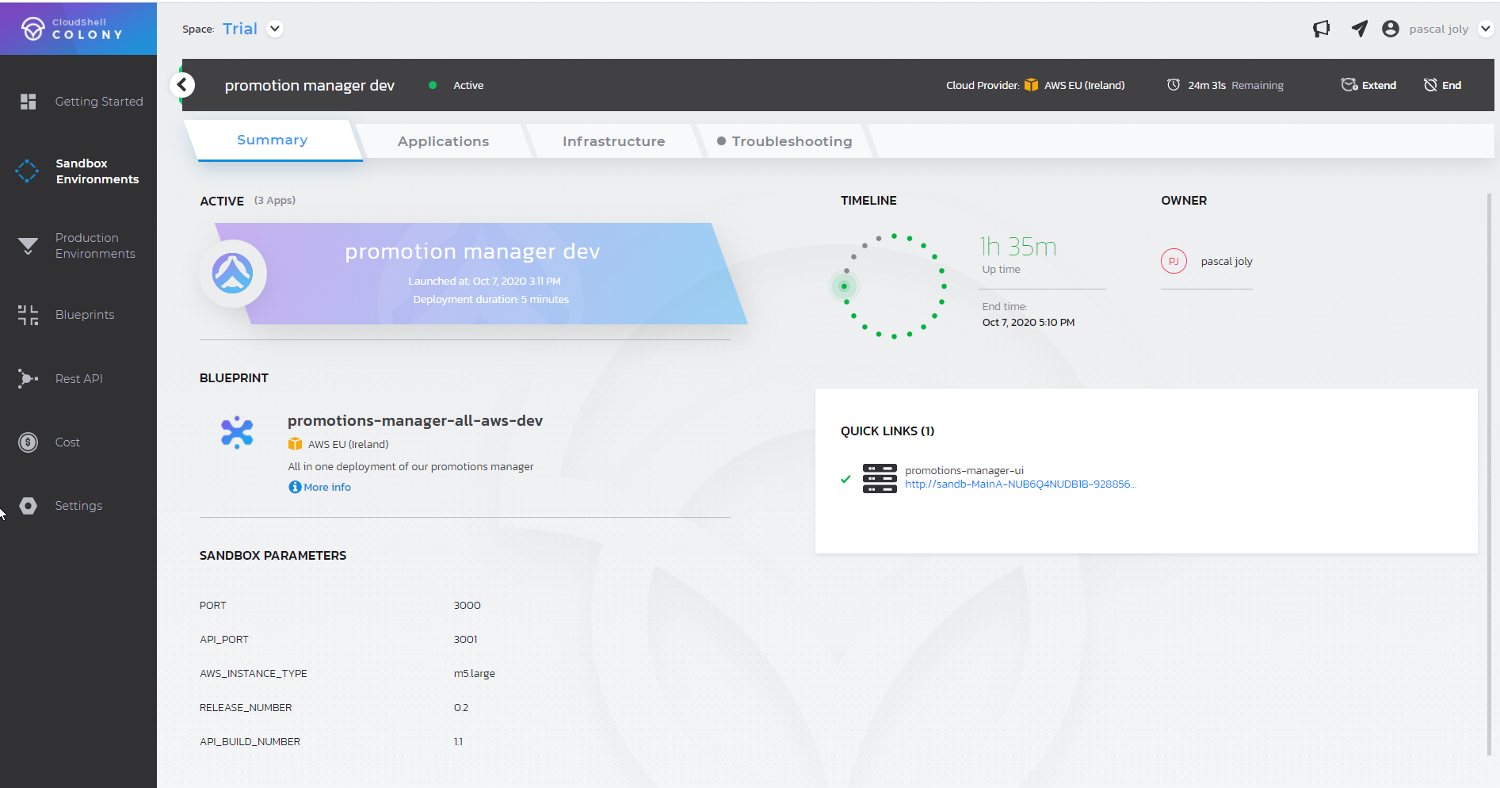 CloudShell
COLONY
Space: Trial
pascal joly
Getting Started
Sandbox
Environments
Production
Environments
Blueprints
Rest API
Cost
Settings
promotion manager dev
Active
Cloud Provider: AWS EU (Ireland)
24m 31s Remaining
Extend
End
Summary
Applications
Infrastructure
Troubleshooting
ACTIVE (3 Apps)
promotion manager dev
Launched at: Oct 7, 2020 3:11 PM
Deployment duration: 5 minutes
TIMELINE
1h 35m
Up time
End time:
Oct 7, 2020 5:10 PM
OWNER
PJ
pascal joly
BLUEPRINT
promotions-manager-all-aws-dev
AWS EU (Ireland)
All in one deployment of our promotions manager
More info
QUICK LINKS (1)
promotions-manager-ui
http://sandb-MainA-NUB6Q4NUDB1B-928856...
SANDBOX PARAMETERS
PORT 3000
API_PORT 3001
AWS_INSTANCE_TYPE m5.large
RELEASE_NUMBER 0.2
API_BUILD_NUMBER 1.1